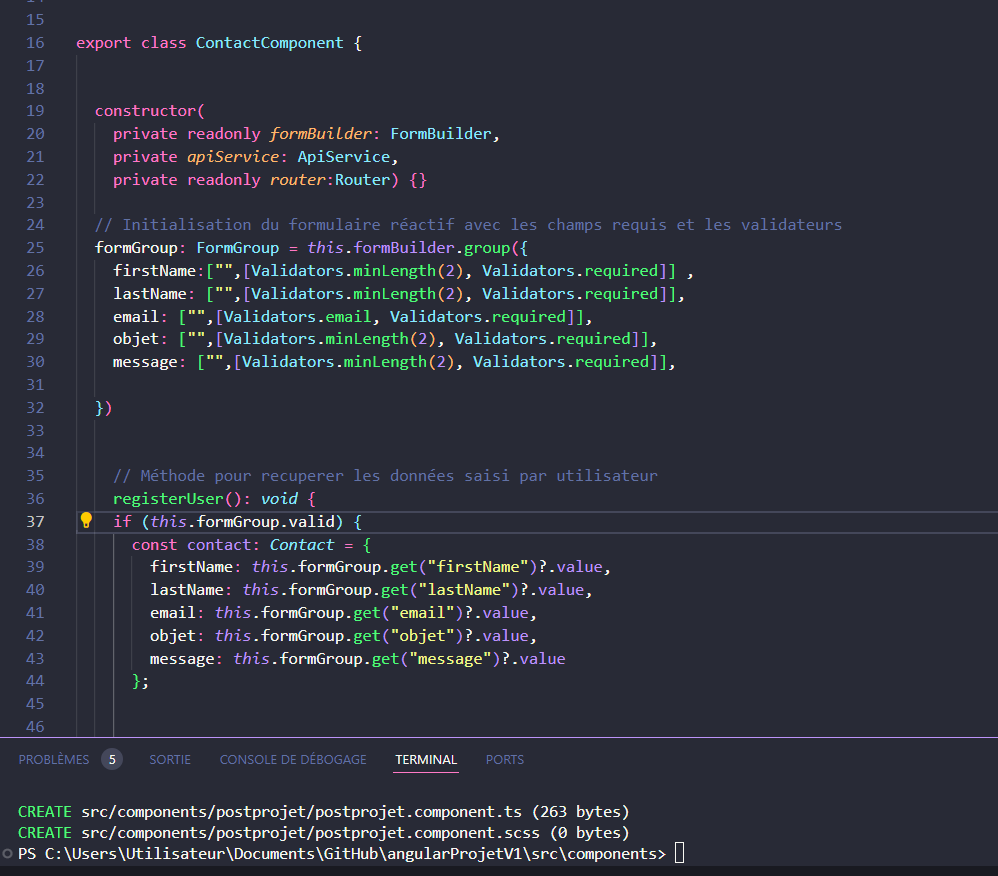 15
16 export class ContactComponent {
17
18
19 constructor(
20 private readonly formBuilder: FormBuilder,
21 private apiService: ApiService,
22 private readonly router:Router) {}
23
24 // Initialisation du formulaire réactif avec les champs requis et les validateurs
25 formGroup: FormGroup = this.formBuilder.group({
26 firstName:["",[Validators.minLength(2), Validators.required]] ,
27 lastName: ["",[Validators.minLength(2), Validators.required]],
28 email: ["",[Validators.email, Validators.required]],
29 objet: ["",[Validators.minLength(2), Validators.required]],
30 message: ["",[Validators.minLength(2), Validators.required]],
31
32 })
33
34
35 // Méthode pour recuperer les données saisi par utilisateur
36 registerUser(): void {
37 if (this.formGroup.valid) {
38 const contact: Contact = {
39 firstName: this.formGroup.get("firstName")?.value,
40 lastName: this.formGroup.get("lastName")?.value,
41 email: this.formGroup.get("email")?.value,
42 objet: this.formGroup.get("objet")?.value,
43 message: this.formGroup.get("message")?.value
44 };
45
46
PROBLÈMES 5 SORTIE CONSOLE DE DÉBOGAGE TERMINAL PORTS
CREATE src/components/postprojet/postprojet.component.ts (263 bytes)
CREATE src/components/postprojet/postprojet.component.scss (0 bytes)
PS C:\Users\Utilisateur\Documents\GitHub\angularProjetV1\src\components>